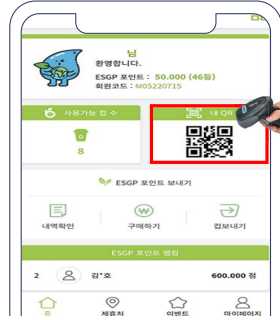 님
환영합니다.
ESGP 포인트 : 50.000 (46등)
회원코드 : M05220715
사용가능 컵 수
내 QR
8
ESGP 포인트 보내기
내역확인
구매하기
컵보내기
ESGP 포인트 랭킹
2 김*호 600.000 점
홈
제휴처
이벤트
마이페이지